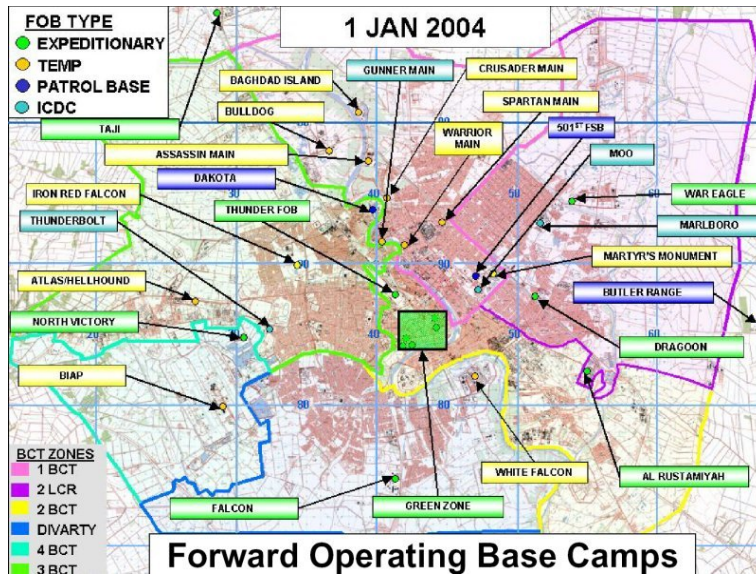 FOB TYPE
EXPEDITIONARY
TEMP
PATROL BASE
ICDC
1 JAN 2004
BAGHDAD ISLAND
GUNNER MAIN
CRUSADER MAIN
SPARTAN MAIN
TAJI
BULLDOG
WARRIOR
MAIN
501ST FSB
ASSASSIN MAIN
MOO
DAKOTA
IRON RED FALCON
THUNDER FOB
WAR EAGLE
THUNDERBOLT
MARLBORO
MARTYR'S MONUMENT
ATLAS/HELLHOUND
BUTLER RANGE
NORTH VICTORY
DRAGOON
BIAP
WHITE FALCON
AL RUSTAMIYAH
FALCON
GREEN ZONE
BCT ZONES
1 BCT
2 LCR
2 BCT
DIVARTY
4 BCT
3 BCT
Forward Operating Base Camps